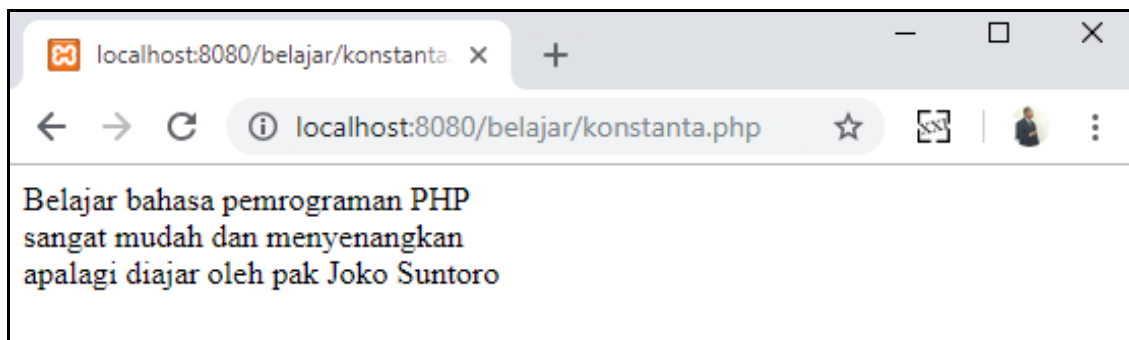 localhost:8080/belajar/konstanta.
localhost:8080/belajar/konstanta.php
Belajar bahasa pemrograman PHP
sangat mudah dan menyenangkan
apalagi diajar oleh pak Joko Suntoro